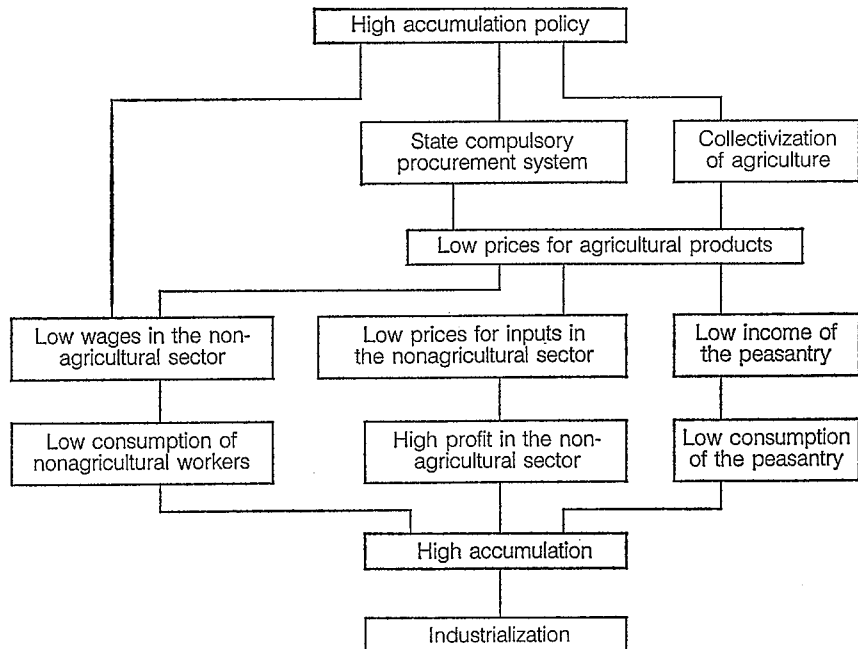 High accumulation policy
State compulsory
procurement system
Collectivization
of agriculture
Low prices for agricultural products
Low wages in the non-
agricultural sector
Low prices for inputs in
the nonagricultural sector
Low income of
the peasantry
Low consumption of
nonagricultural workers
High profit in the non-
agricultural sector
Low consumption
of the peasantry
High accumulation
Industrialization